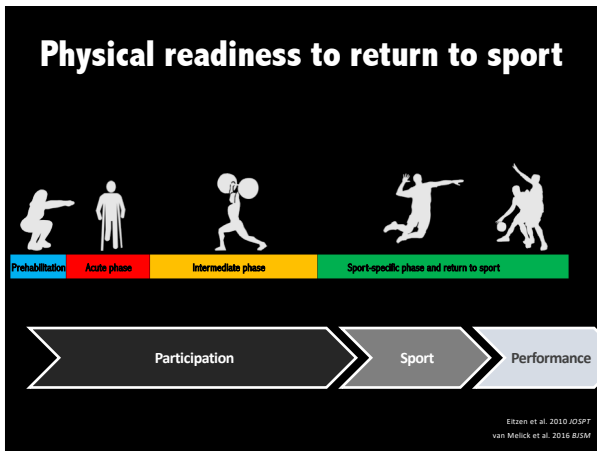 Physical readiness to return to sport
Prehabilitation
Acute phase
Intermediate phase
Sport-specific phase and return to sport
Participation
Sport
Performance
Eitzen et al. 2010 JOSPT
van Melick et al. 2016 BJSM